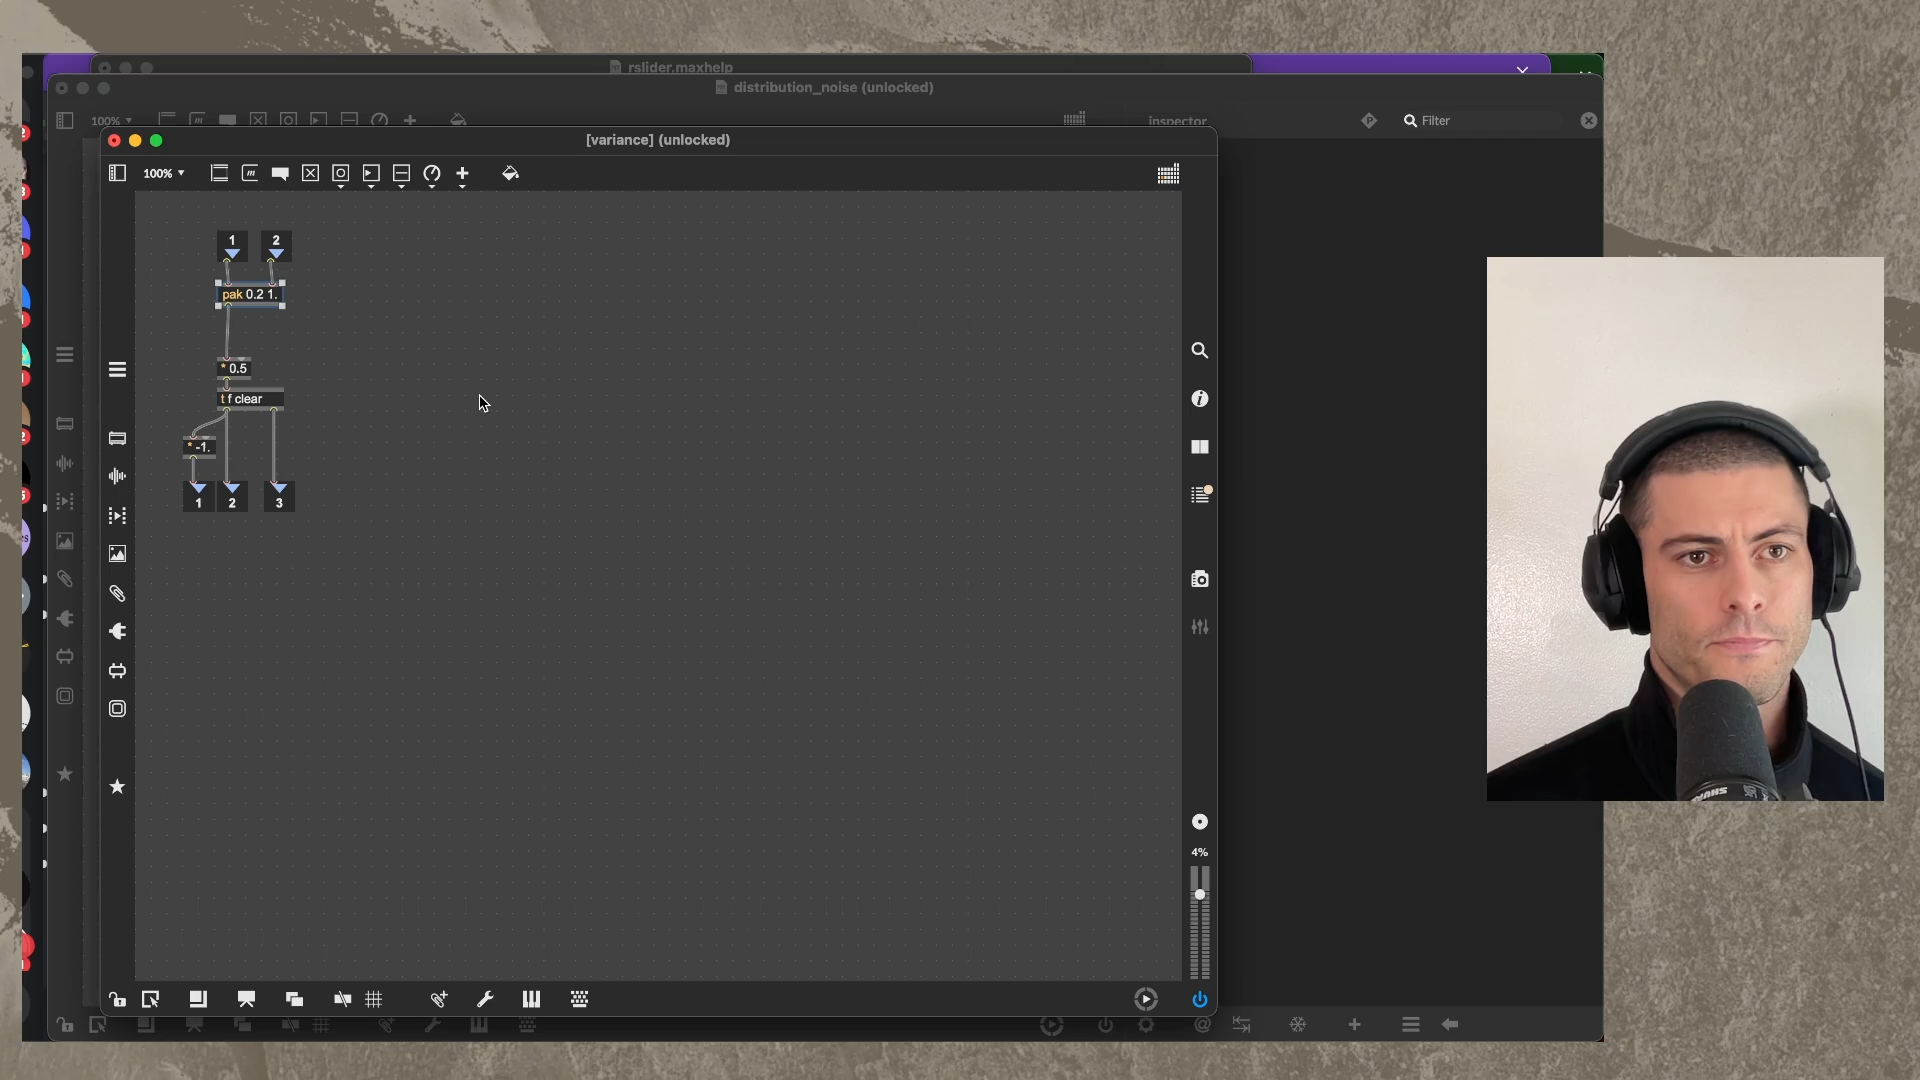 rslider.maxhelp
distribution_noise (unlocked)
100%
inspector
Filter
[variance] (unlocked)
100%
1 2
pak 0.2 1.
* 0.5
t f clear
* -1.
1 2 3
4%